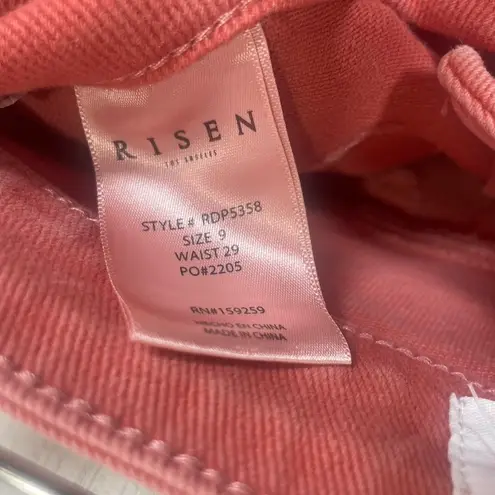 RISEN
LOS ANGELES
STYLE# RDP5358
SIZE 9
WAIST 29
PO#2205
RN#159259
HECHO EN CHINA
MADE IN CHINA